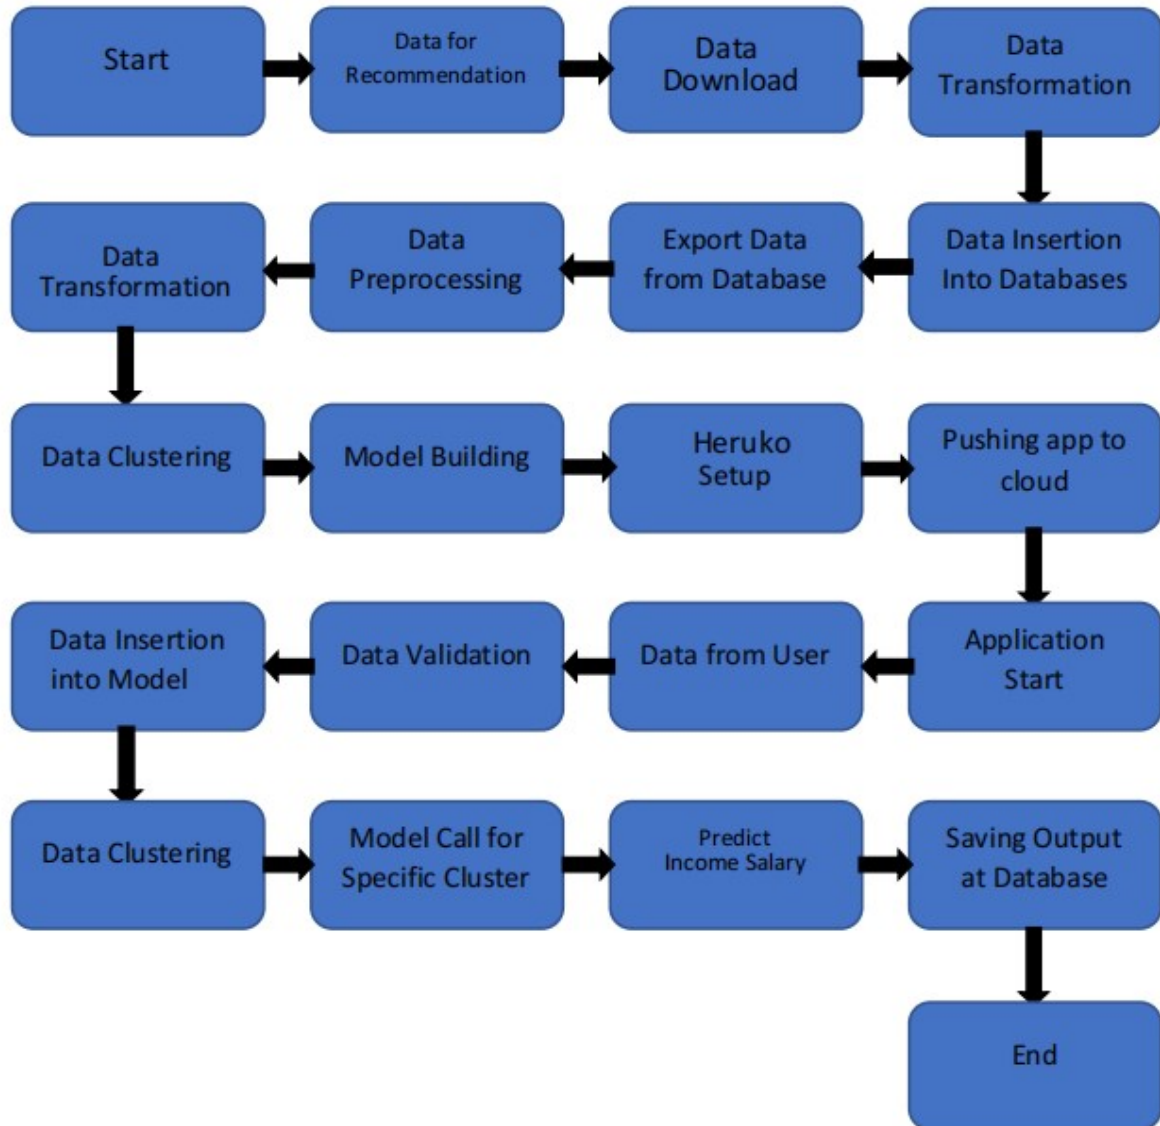 Start
Data for
Recommendation
Data
Download
Data
Transformation
Data
Transformation
Data
Preprocessing
Export Data
from Database
Data Insertion
Into Databases
Data Clustering
Model Building
Heruko
Setup
Pushing app to
cloud
Data Insertion
into Model
Data Validation
Data from User
Application
Start
Data Clustering
Model Call for
Specific Cluster
Predict
Income Salary
Saving Output
at Database
End